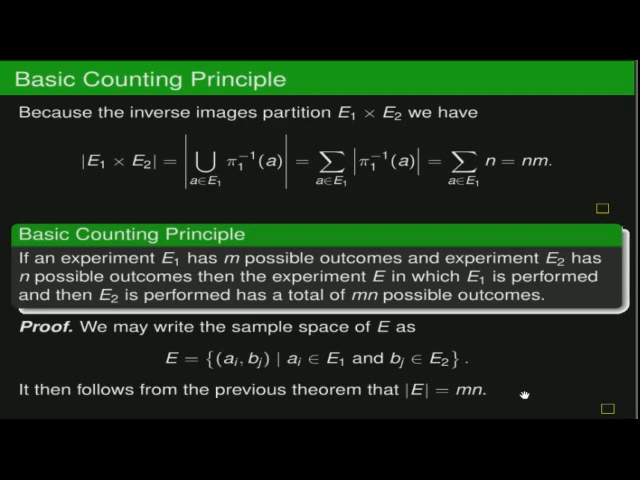 Basic Counting Principle
Because the inverse images partition E₁ × E₂ we have
|E₁ × E₂| = |⋃_{a∈E₁} π₁⁻¹(a)| = ∑_{a∈E₁} |π₁⁻¹(a)| = ∑_{a∈E₁} n = nm.
Basic Counting Principle
If an experiment E₁ has m possible outcomes and experiment E₂ has
n possible outcomes then the experiment E in which E₁ is performed
and then E₂ is performed has a total of mn possible outcomes.
Proof. We may write the sample space of E as
E = {(aᵢ, bⱼ) | aᵢ ∈ E₁ and bⱼ ∈ E₂} .
It then follows from the previous theorem that |E| = mn.